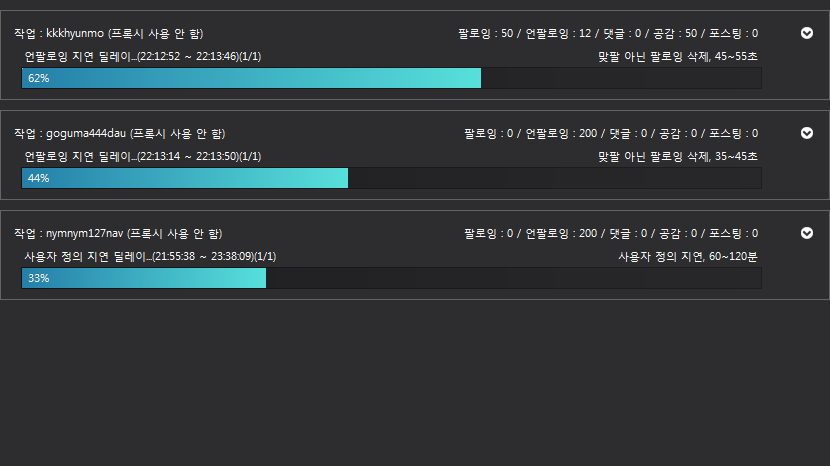 작업 : kkkhyunmo (프록시 사용 안 함) 팔로잉 : 50 / 언팔로잉 : 12 / 댓글 : 0 / 공감 : 50 / 포스팅 : 0
언팔로잉 지연 딜레이...(22:12:52 ~ 22:13:46)(1/1) 맞팔 아닌 팔로잉 삭제, 45~55초
62%
작업 : goguma444dau (프록시 사용 안 함) 팔로잉 : 0 / 언팔로잉 : 200 / 댓글 : 0 / 공감 : 0 / 포스팅 : 0
언팔로잉 지연 딜레이...(22:13:14 ~ 22:13:50)(1/1) 맞팔 아닌 팔로잉 삭제, 35~45초
44%
작업 : nymnym127nav (프록시 사용 안 함) 팔로잉 : 0 / 언팔로잉 : 200 / 댓글 : 0 / 공감 : 0 / 포스팅 : 0
사용자 정의 지연 딜레이...(21:55:38 ~ 23:38:09)(1/1) 사용자 정의 지연, 60~120분
33%